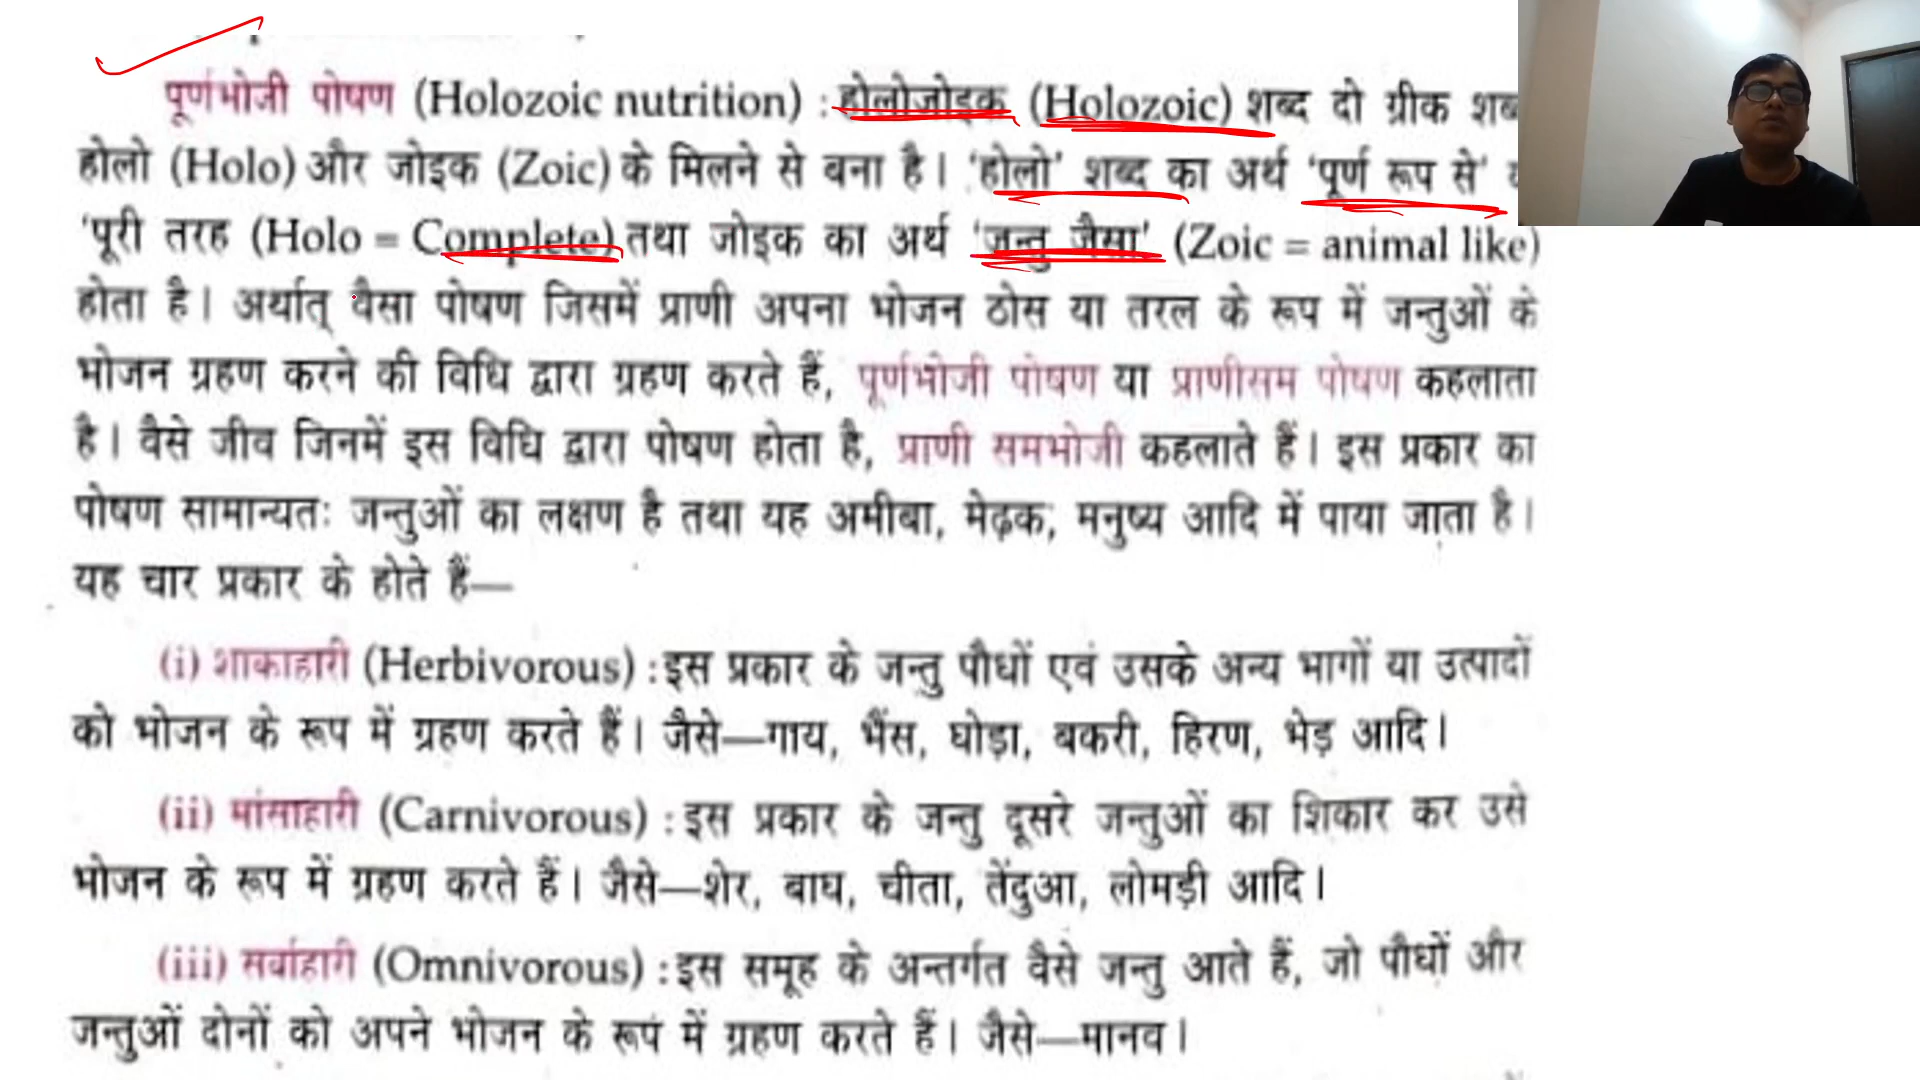 पूर्णभोजी पोषण (Holozoic nutrition) : होलोजोइक (Holozoic) शब्द दो ग्रीक
होलो (Holo) और जोइक (Zoic) के मिलने से बना है। 'होलो' शब्द का अर्थ 'पूर्ण रूप से'
'पूरी तरह (Holo = Complete) तथा जोइक का अर्थ 'जन्तु जैसा' (Zoic = animal like)
होता है। अर्थात् वैसा पोषण जिसमें प्राणी अपना भोजन ठोस या तरल के रूप में जन्तुओं के
भोजन ग्रहण करने की विधि द्वारा ग्रहण करते हैं, पूर्णभोजी पोषण या प्राणीसम पोषण कहलाता
है। वैसे जीव जिनमें इस विधि द्वारा पोषण होता है, प्राणी समभोजी कहलाते हैं। इस प्रकार का
पोषण सामान्यतः जन्तुओं का लक्षण है तथा यह अमीबा, मेढ़क, मनुष्य आदि में पाया जाता है।
यह चार प्रकार के होते हैं—
(i) शाकाहारी (Herbivorous) : इस प्रकार के जन्तु पौधों एवं उसके अन्य भागों या उत्पादों
को भोजन के रूप में ग्रहण करते हैं। जैसे—गाय, भैंस, घोड़ा, बकरी, हिरण, भेड़ आदि।
(ii) मांसाहारी (Carnivorous) : इस प्रकार के जन्तु दूसरे जन्तुओं का शिकार कर उसे
भोजन के रूप में ग्रहण करते हैं। जैसे—शेर, बाघ, चीता, तेंदुआ, लोमड़ी आदि।
(iii) सर्वाहारी (Omnivorous) : इस समूह के अन्तर्गत वैसे जन्तु आते हैं, जो पौधों और
जन्तुओं दोनों को अपने भोजन के रूप में ग्रहण करते हैं। जैसे—मानव।